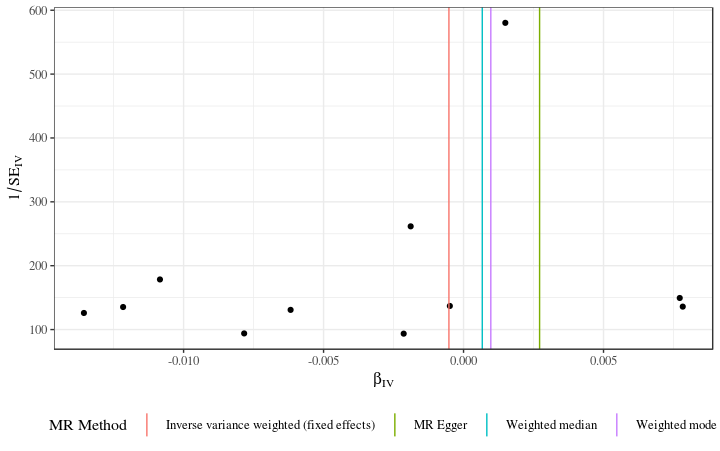 600
500
400
300
200
100
1/SE_IV
-0.010 -0.005 0.000 0.005
β_IV
MR Method Inverse variance weighted (fixed effects) MR Egger Weighted median Weighted mode